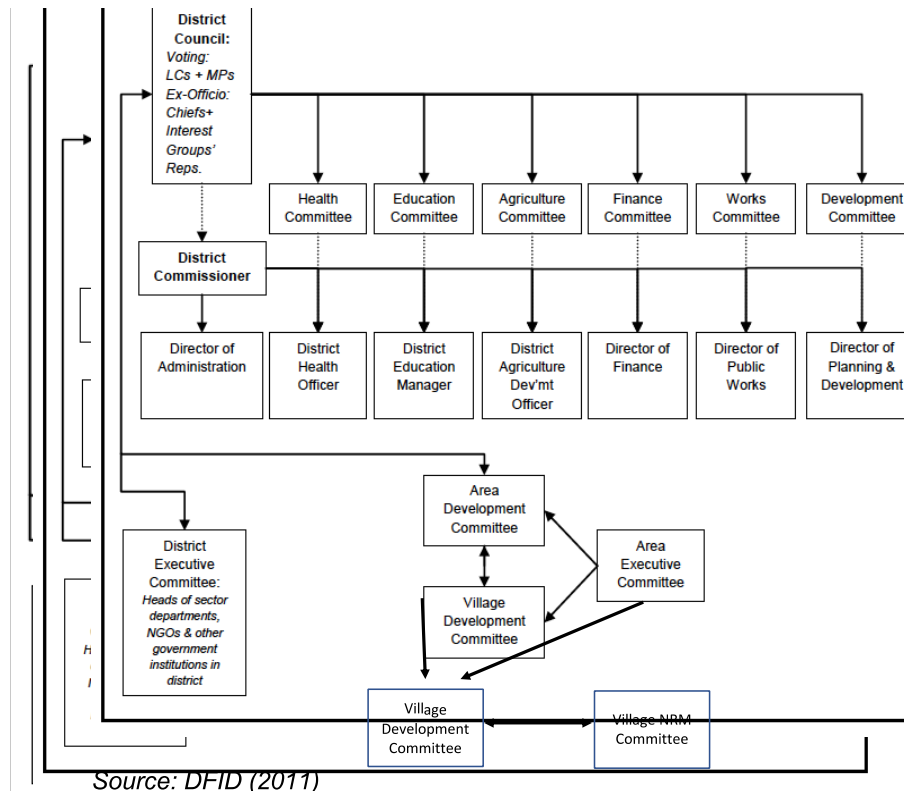 District
Council:
Voting:
LCs + MPs
Ex-Officio:
Chiefs+
Interest
Groups'
Reps.
Health
Committee
Education
Committee
Agriculture
Committee
Finance
Committee
Works
Committee
Development
Committee
District
Commissioner
Director of
Administration
District
Health
Officer
District
Education
Manager
District
Agriculture
Dev'mt
Officer
Director of
Finance
Director of
Public
Works
Director of
Planning &
Development
Area
Development
Committee
District
Executive
Committee:
Heads of sector
departments,
NGOs & other
government
institutions in
district
Area
Executive
Committee
Village
Development
Committee
Village
Development
Committee
Village NRM
Committee
Source: DFID (2011)